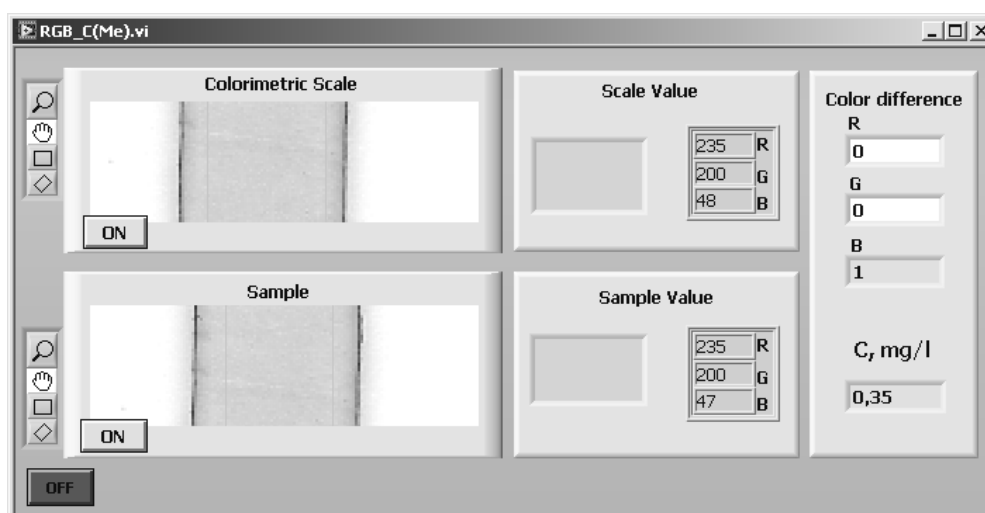 RGB_C(Me).vi
Colorimetric Scale
ON
Scale Value
235 R
200 G
48 B
Color difference
R
0
G
0
B
1
C, mg/l
0,35
Sample
ON
Sample Value
235 R
200 G
47 B
OFF